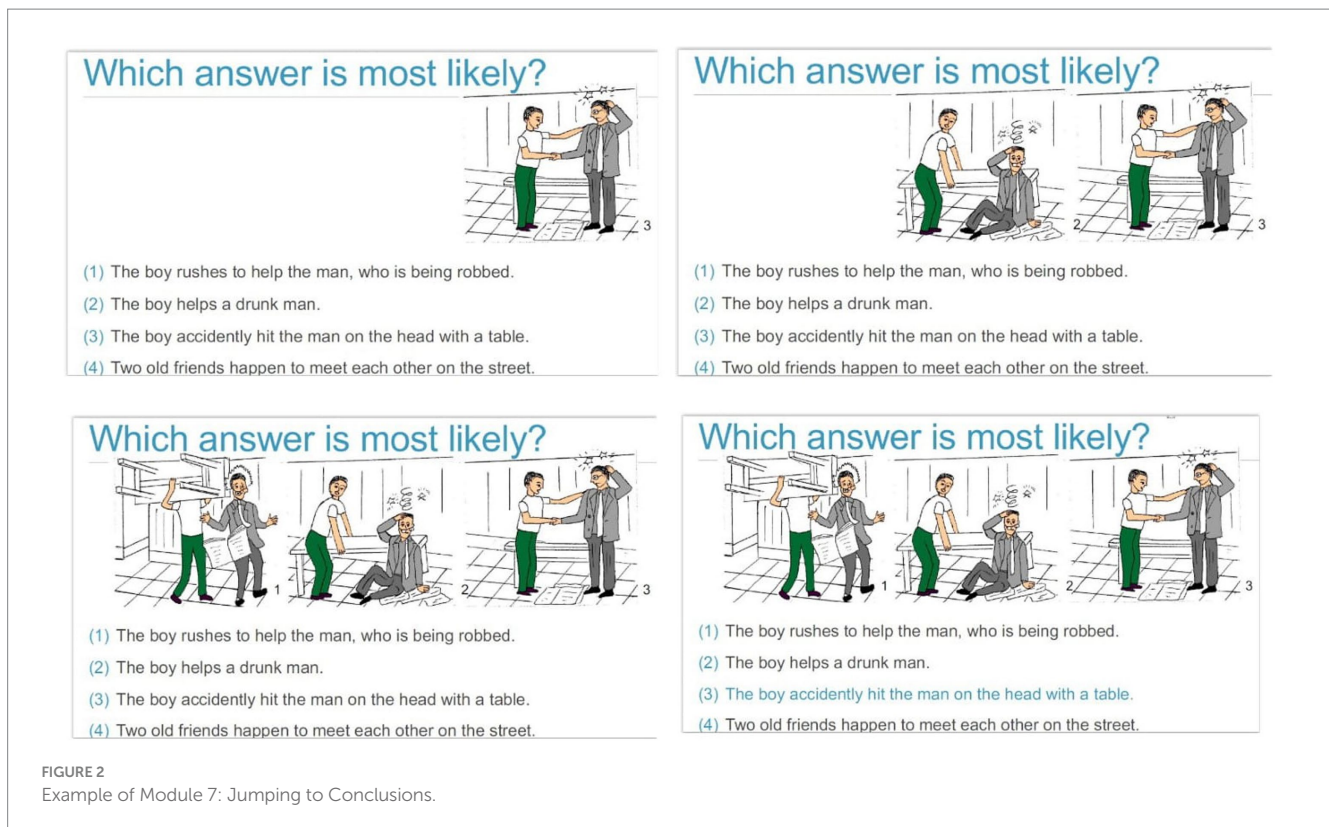 Which answer is most likely?
3
(1) The boy rushes to help the man, who is being robbed.
(2) The boy helps a drunk man.
(3) The boy accidently hit the man on the head with a table.
(4) Two old friends happen to meet each other on the street.
Which answer is most likely?
2 3
(1) The boy rushes to help the man, who is being robbed.
(2) The boy helps a drunk man.
(3) The boy accidently hit the man on the head with a table.
(4) Two old friends happen to meet each other on the street.
Which answer is most likely?
1 2 3
(1) The boy rushes to help the man, who is being robbed.
(2) The boy helps a drunk man.
(3) The boy accidently hit the man on the head with a table.
(4) Two old friends happen to meet each other on the street.
Which answer is most likely?
1 2 3
(1) The boy rushes to help the man, who is being robbed.
(2) The boy helps a drunk man.
(3) The boy accidently hit the man on the head with a table.
(4) Two old friends happen to meet each other on the street.
FIGURE 2
Example of Module 7: Jumping to Conclusions.